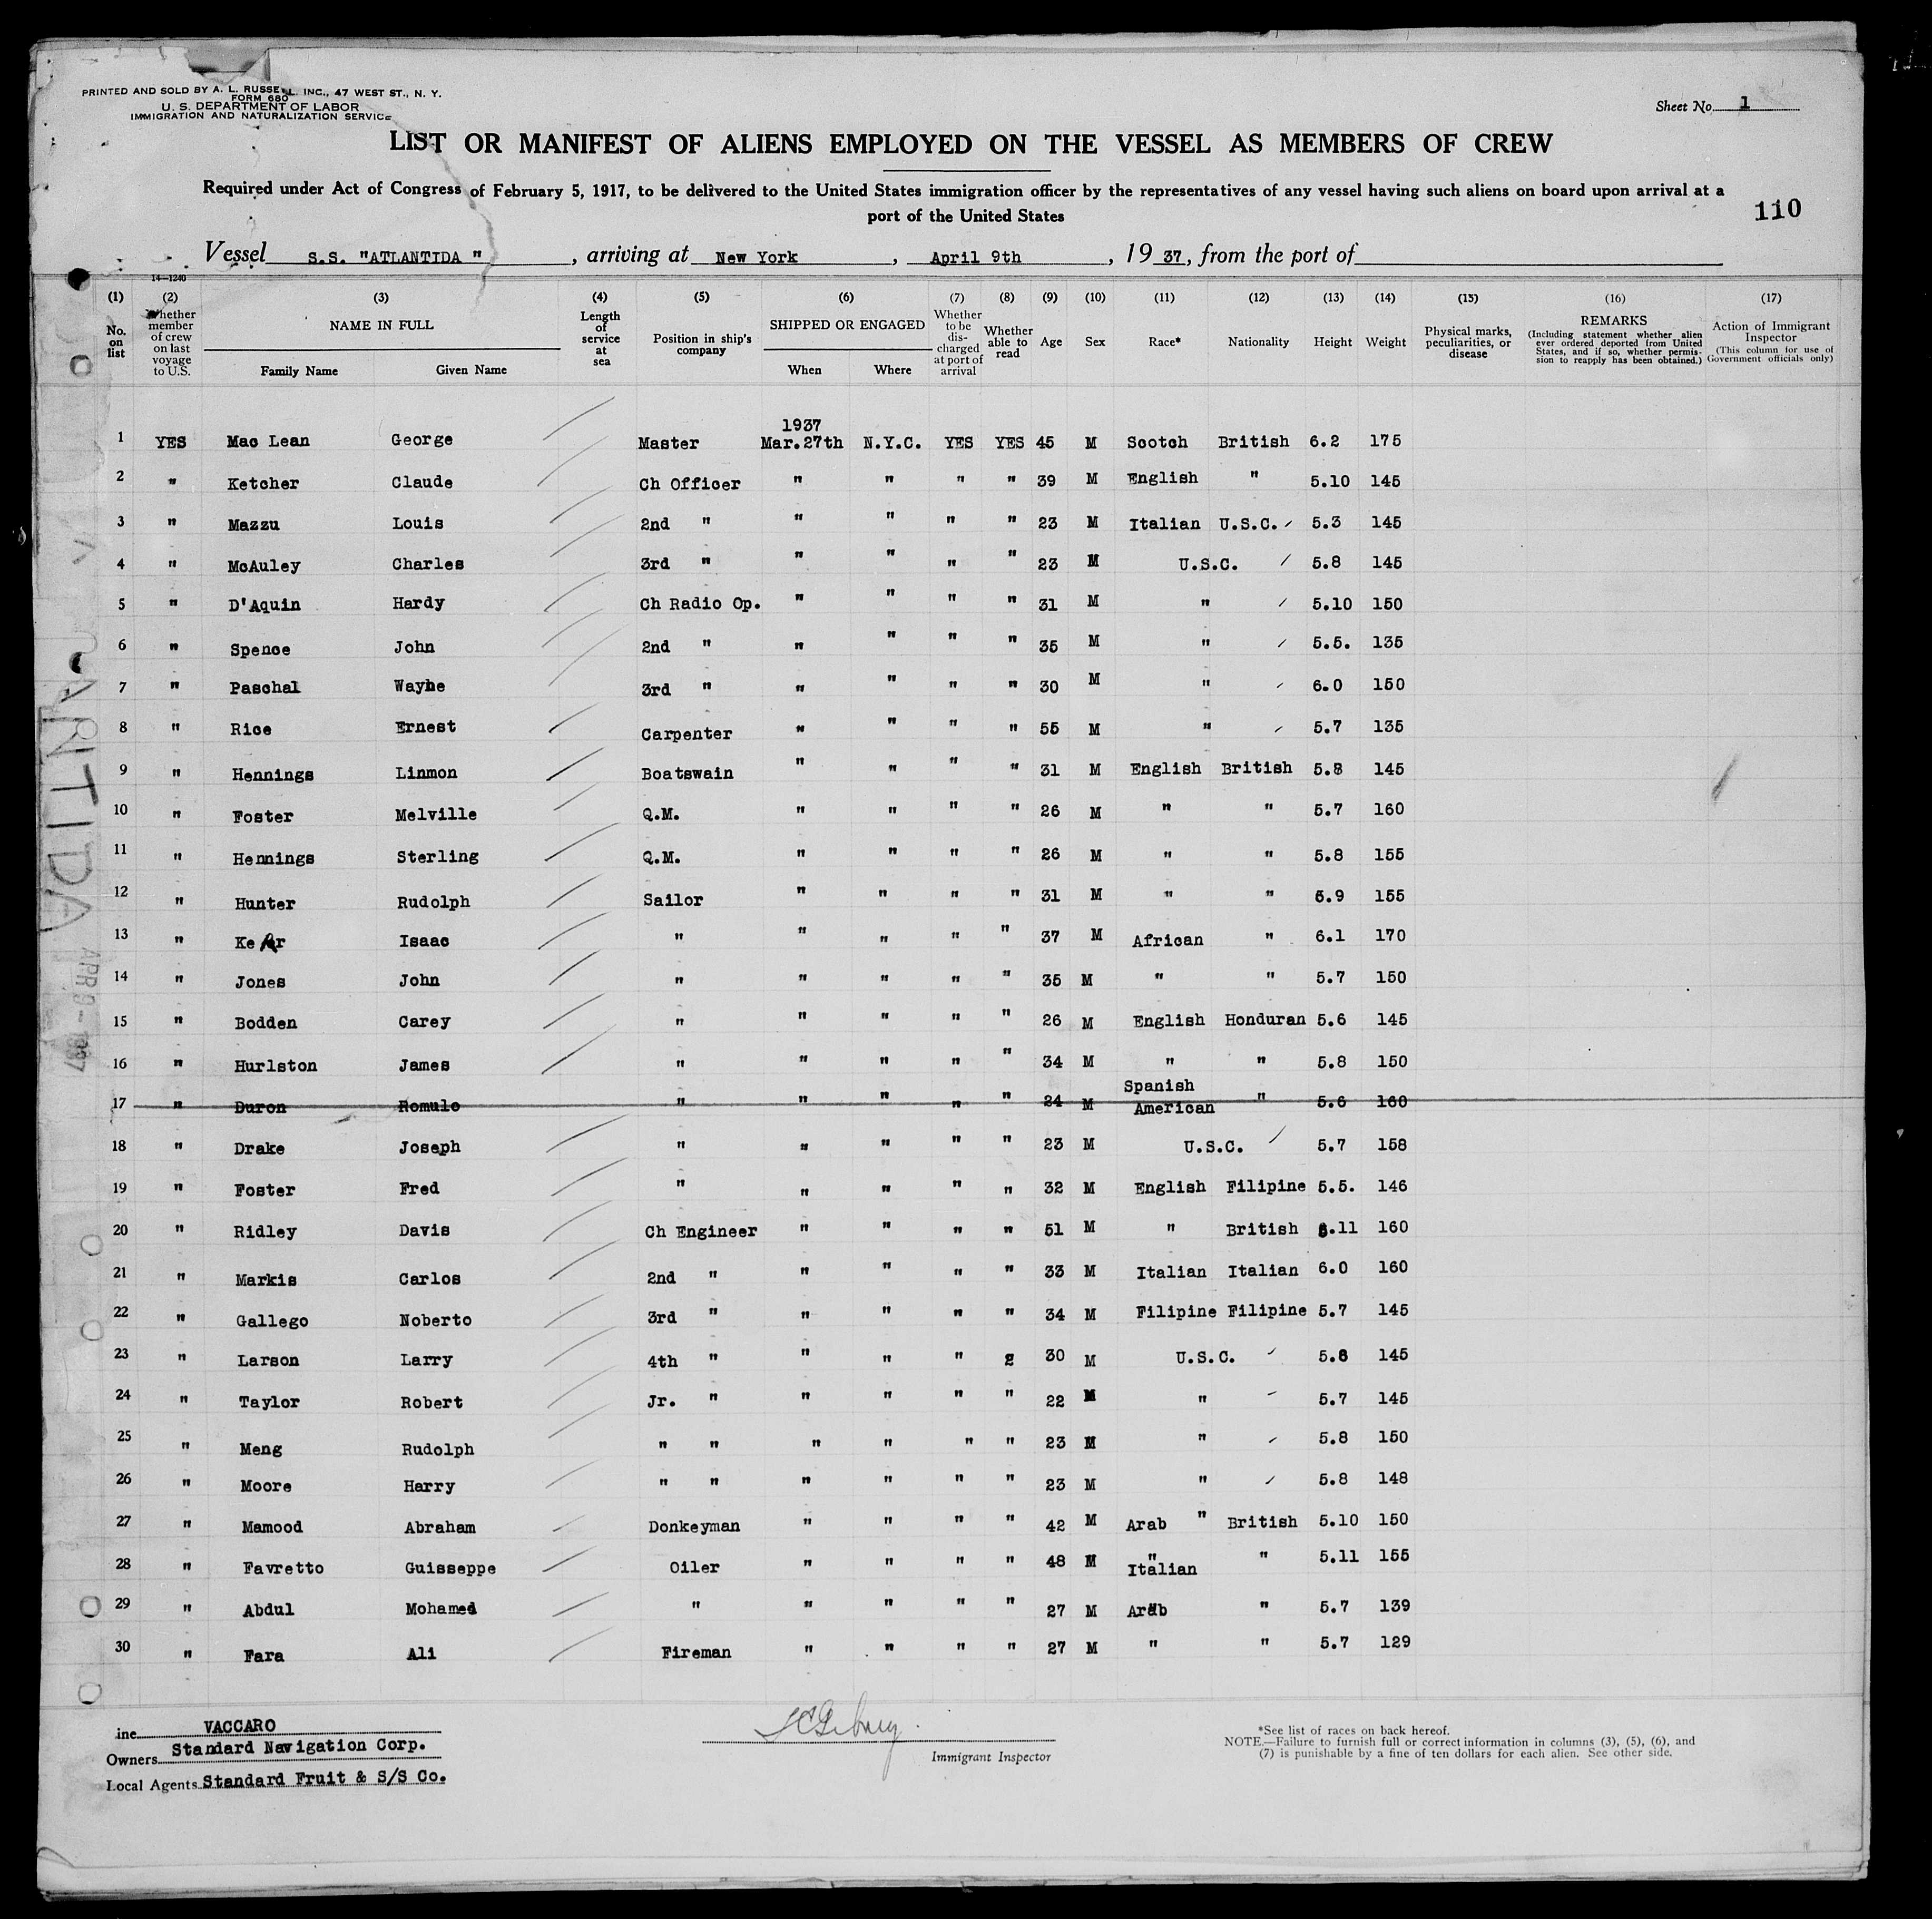 PRINTED AND SOLD BY A. L. RUSSELL INC., 47 WEST ST., N. Y.
FORM 680
U. S. DEPARTMENT OF LABOR
IMMIGRATION AND NATURALIZATION SERVICE
Sheet No. 1
LIST OR MANIFEST OF ALIENS EMPLOYED ON THE VESSEL AS MEMBERS OF CREW
Required under Act of Congress of February 5, 1917, to be delivered to the United States immigration officer by the representatives of any vessel having such aliens on board upon arrival at a
port of the United States
110
Vessel S.S. "ATLANTIDA ", arriving at New York, April 9th, 1937, from the port of
14—1240
(1) (2) (3) (4) (5) (6) (7) (8) (9) (10) (11) (12) (13) (14) (15) (16) (17)
No. on list
Whether member of crew on last voyage to U.S.
NAME IN FULL
Family Name Given Name
Length of service at sea
Position in ship's company
SHIPPED OR ENGAGED
When Where
Whether to be discharged at port of arrival
Whether able to read
Age Sex Race* Nationality Height Weight
Physical marks, peculiarities, or disease
REMARKS
(Including statement whether alien ever ordered deported from United States, and if so, whether permission to reapply has been obtained.)
Action of Immigrant Inspector
(This column for use of Government officials only)
1937
1 YES Mac Lean George Master Mar.27th N.Y.C. YES YES 45 M Scotch British 6.2 175
2 " Ketcher Claude Ch Officer " " " " 39 M English " 5.10 145
3 " Mazzu Louis 2nd " " " " " 23 M Italian U.S.C. 5.3 145
4 " McAuley Charles 3rd " " " " " 23 M U.S.C. 5.8 145
5 " D'Aquin Hardy Ch Radio Op. " " " " 31 M " 5.10 150
6 " Spence John 2nd " " " " " 35 M " 5.5. 135
7 " Paschal Wayne 3rd " " " " " 30 M " 6.0 150
8 " Rice Ernest Carpenter " " " " 55 M " 5.7 135
9 " Hennings Linmon Boatswain " " " " 31 M English British 5.8 145
10 " Foster Melville Q.M. " " " " 26 M " " 5.7 160
11 " Hennings Sterling Q.M. " " " " 26 M " " 5.8 155
12 " Hunter Rudolph Sailor " " " " 31 M " " 5.9 155
13 " Kerr Isaac " " " " " 37 M African " 6.1 170
14 " Jones John " " " " " 35 M " " 5.7 150
15 " Bodden Carey " " " " " 26 M English Honduran 5.6 145
16 " Hurlston James " " " " " 34 M " " 5.8 150
17 " Duron Romulo " " " " " 24 M Spanish American " 5.6 160
18 " Drake Joseph " " " " " 23 M U.S.C. 5.7 158
19 " Foster Fred " " " " " 32 M English Filipine 5.5. 146
20 " Ridley Davis Ch Engineer " " " " 51 M " British 5.11 160
21 " Markis Carlos 2nd " " " " " 33 M Italian Italian 6.0 160
22 " Gallego Noberto 3rd " " " " " 34 M Filipine Filipine 5.7 145
23 " Larson Larry 4th " " " " 2 30 M U.S.C. 5.8 145
24 " Taylor Robert Jr. " " " " " 22 M " 5.7 145
25 " Meng Rudolph " " " " " " 23 M " 5.8 150
26 " Moore Harry " " " " " " 23 M " 5.8 148
27 " Mamood Abraham Donkeyman " " " " 42 M Arab " British 5.10 150
28 " Favretto Guisseppe Oiler " " " " 48 M " Italian " 5.11 155
29 " Abdul Mohamed " " " " " 27 M Arab " 5.7 139
30 " Fara Ali Fireman " " " " 27 M " " 5.7 129
ine VACCARO
Owners Standard Navigation Corp.
Local Agents Standard Fruit & S/S Co.
Immigrant Inspector
*See list of races on back hereof.
NOTE.—Failure to furnish full or correct information in columns (3), (5), (6), and
(7) is punishable by a fine of ten dollars for each alien. See other side.
ANTIDA
APR 9 - 1937